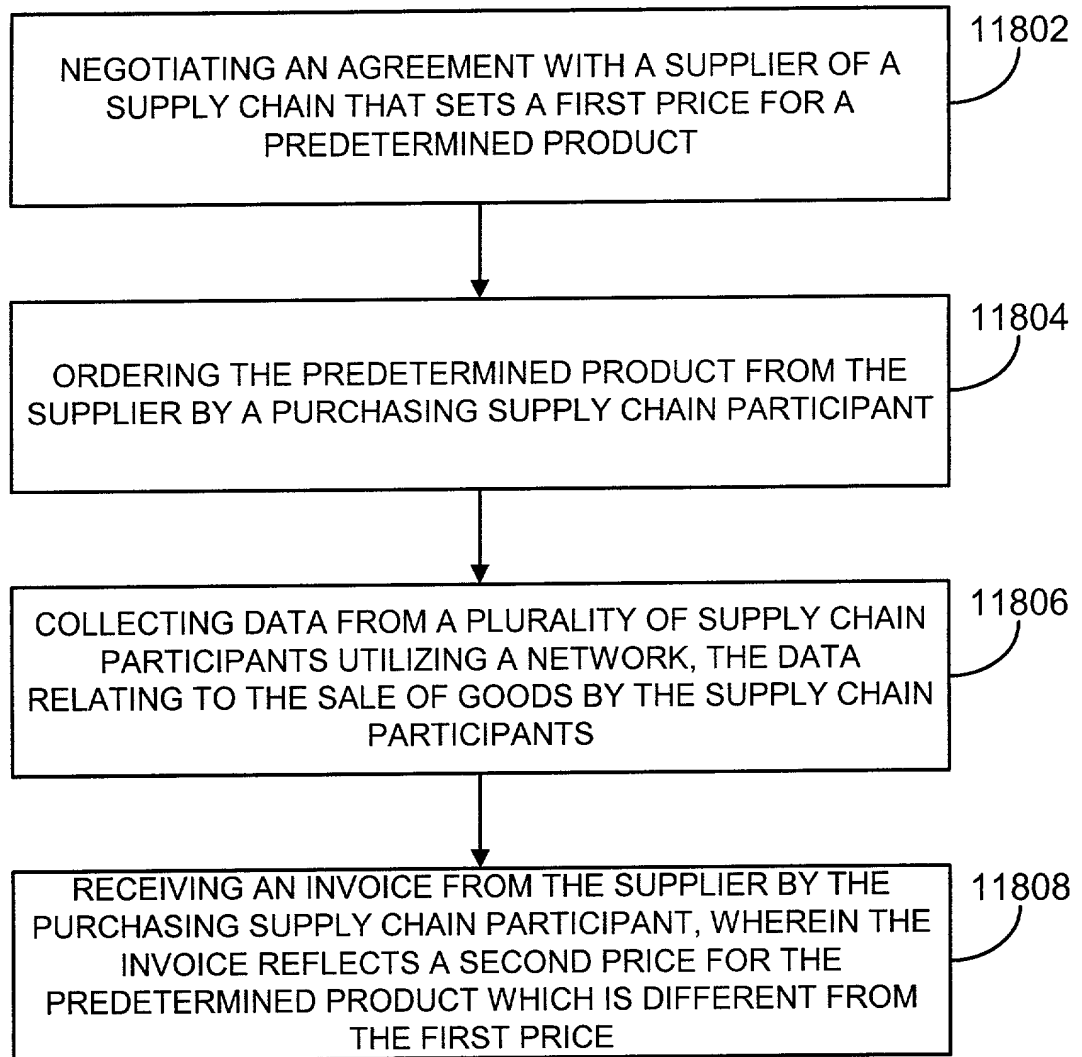 11802
NEGOTIATING AN AGREEMENT WITH A SUPPLIER OF A
SUPPLY CHAIN THAT SETS A FIRST PRICE FOR A
PREDETERMINED PRODUCT
11804
ORDERING THE PREDETERMINED PRODUCT FROM THE
SUPPLIER BY A PURCHASING SUPPLY CHAIN PARTICIPANT
11806
COLLECTING DATA FROM A PLURALITY OF SUPPLY CHAIN
PARTICIPANTS UTILIZING A NETWORK, THE DATA
RELATING TO THE SALE OF GOODS BY THE SUPPLY CHAIN
PARTICIPANTS
11808
RECEIVING AN INVOICE FROM THE SUPPLIER BY THE
PURCHASING SUPPLY CHAIN PARTICIPANT, WHEREIN THE
INVOICE REFLECTS A SECOND PRICE FOR THE
PREDETERMINED PRODUCT WHICH IS DIFFERENT FROM
THE FIRST PRICE